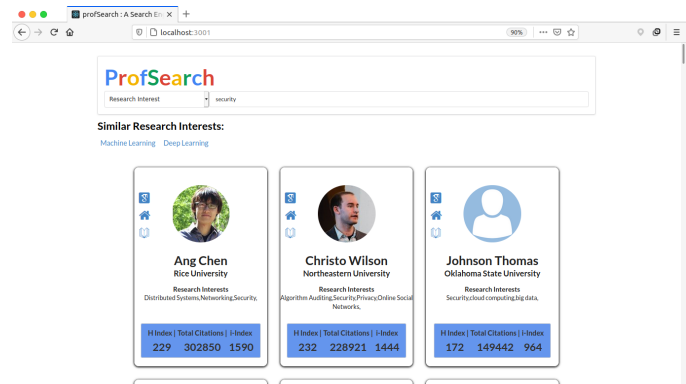 profSearch : A Search En
localhost:3001
90%
ProfSearch
Research Interest
security
Similar Research Interests:
Machine Learning Deep Learning
Ang Chen
Rice University
Research Interests
Distributed Systems,Networking,Security,
H Index | Total Citations | i-Index
229 302850 1590
Christo Wilson
Northeastern University
Research Interests
Algorithm Auditing,Security,Privacy,Online Social
Networks,
H Index | Total Citations | i-Index
232 228921 1444
Johnson Thomas
Oklahoma State University
Research Interests
Security,cloud computing,big data,
H Index | Total Citations | i-Index
172 149442 964